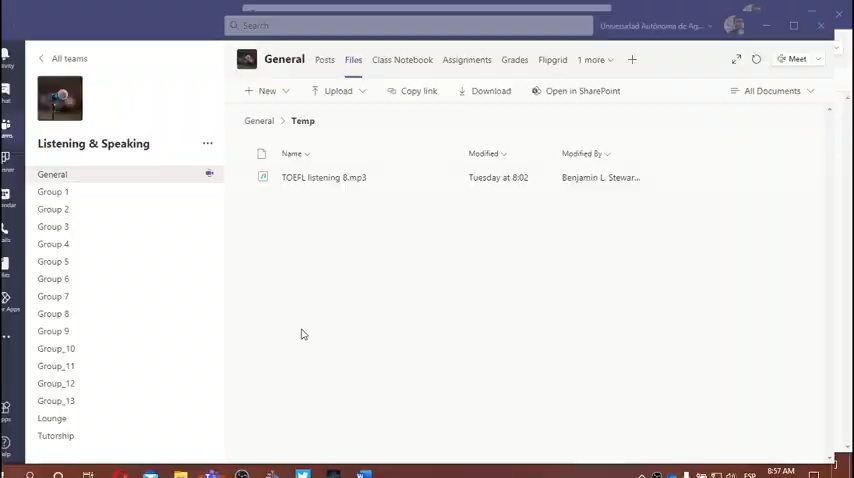 Search
Universidad Autónoma de Ag...
All teams
General
Posts
Files
Class Notebook
Assignments
Grades
Flipgrid
1 more
Meet
New
Upload
Copy link
Download
Open in SharePoint
All Documents
General > Temp
Listening & Speaking
Name
Modified
Modified By
TOEFL listening 8.mp3
Tuesday at 8:02
Benjamin L. Stewar...
General
Group 1
Group 2
Group 3
Group 4
Group 5
Group 6
Group 7
Group 8
Group 9
Group_10
Group_11
Group_12
Group_13
Lounge
Tutorship
ESP
8:57 AM